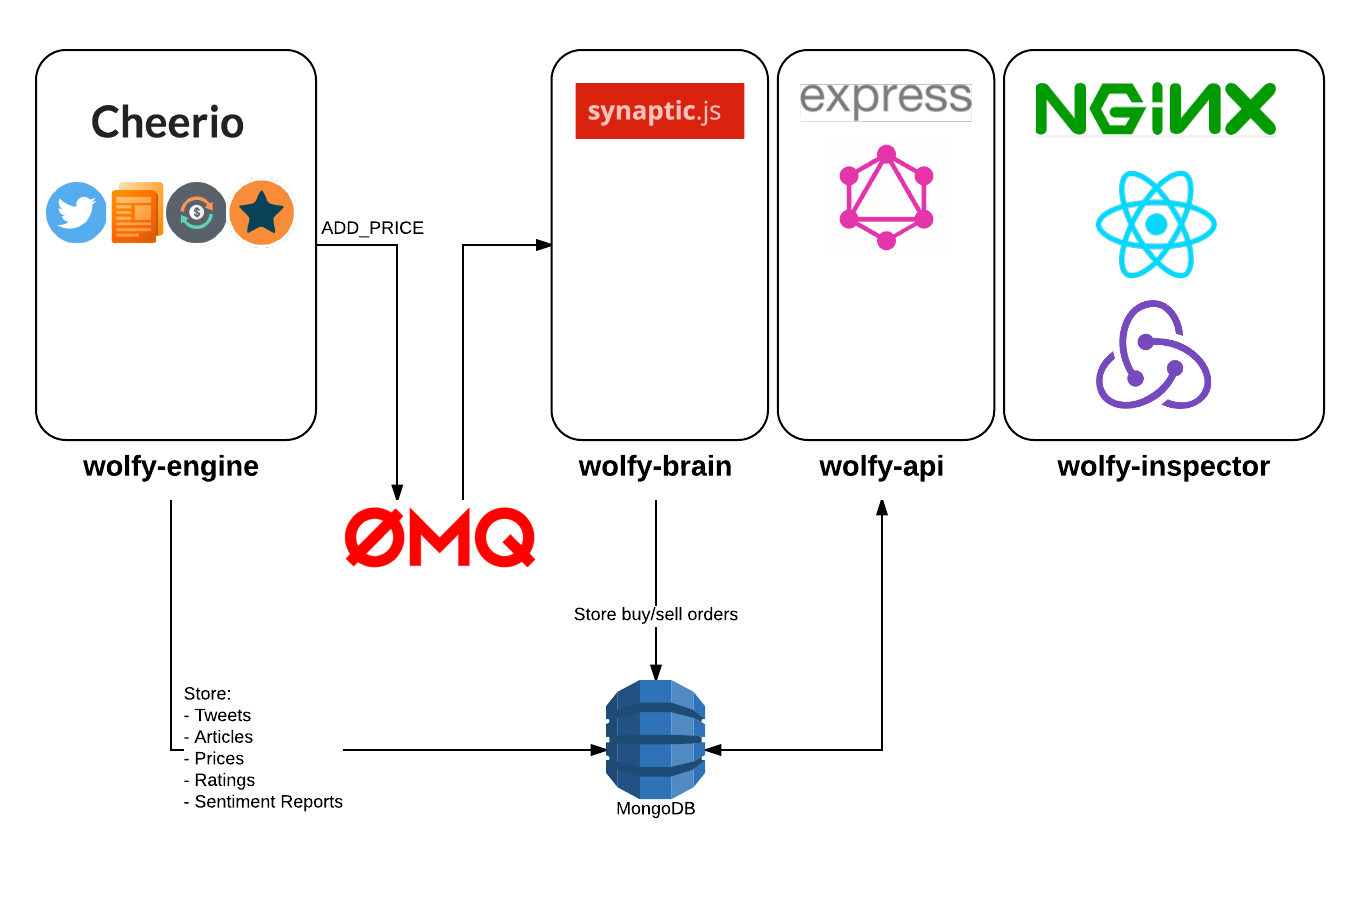 Cheerio
synaptic.js
express
NGiNX
ADD_PRICE
wolfy-engine
wolfy-brain
wolfy-api
wolfy-inspector
ØMQ
Store buy/sell orders
Store:
- Tweets
- Articles
- Prices
- Ratings
- Sentiment Reports
MongoDB